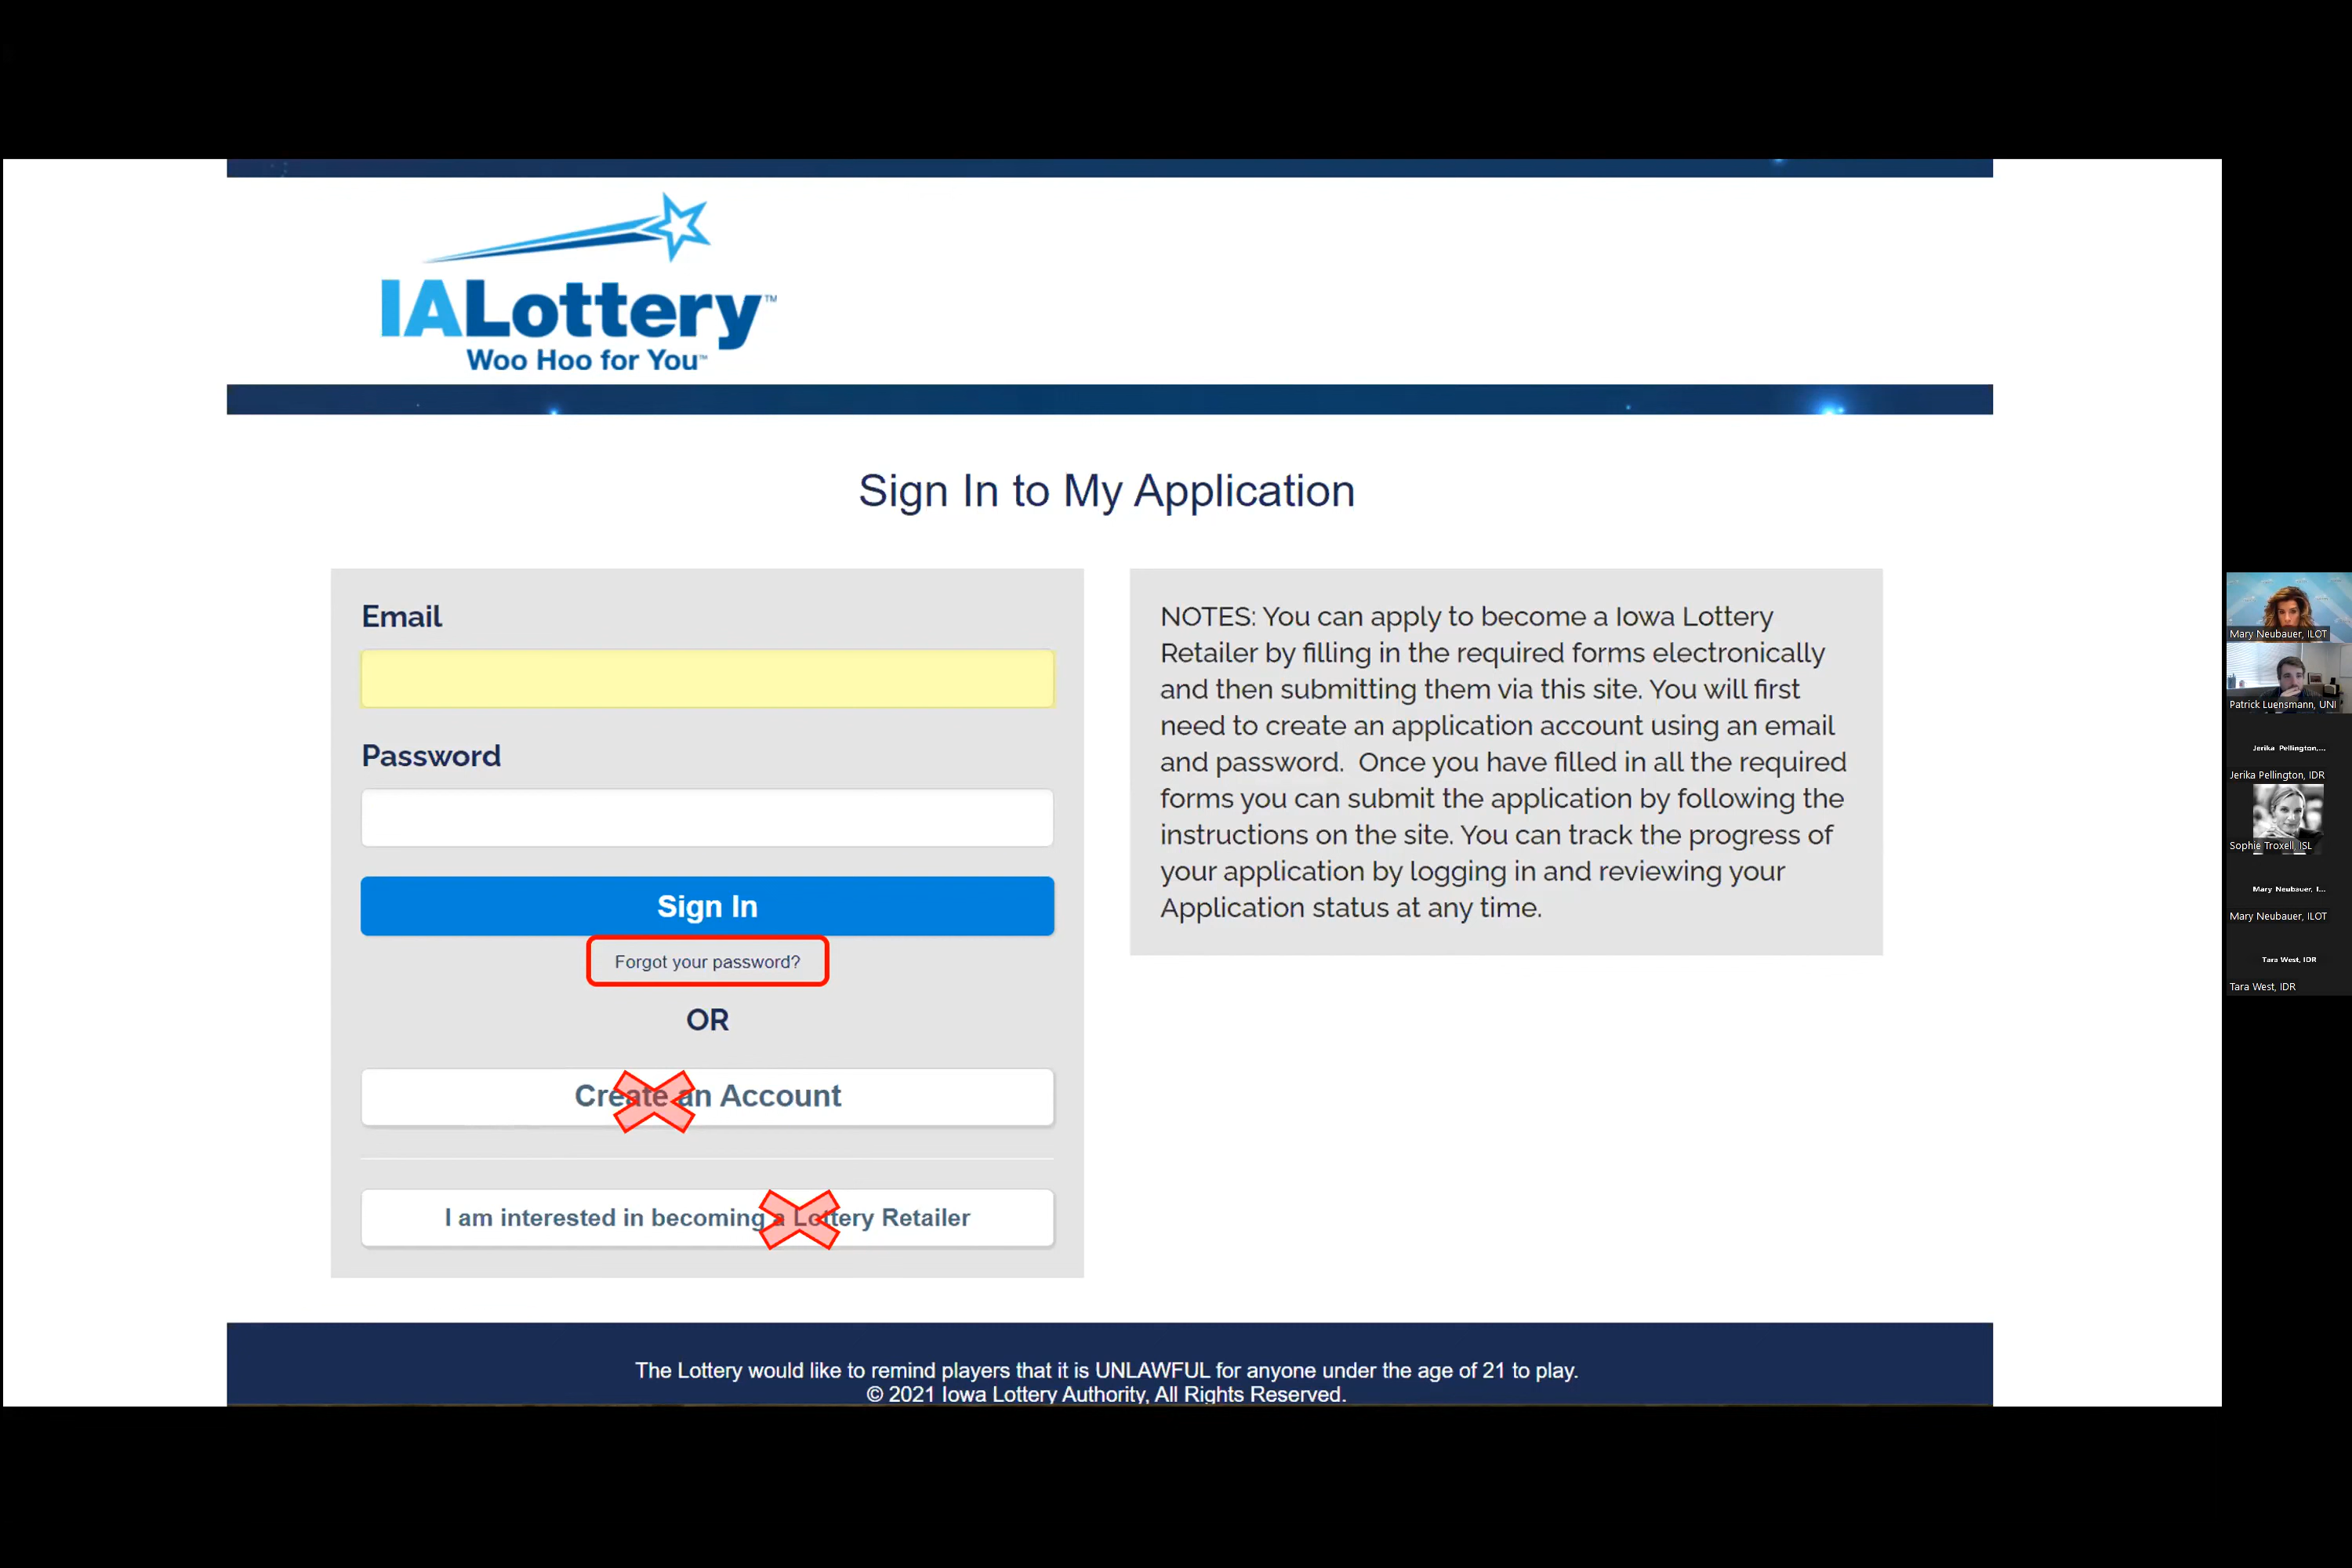 IALottery™
Woo Hoo for You™
Sign In to My Application
Email
Password
Sign In
Forgot your password?
OR
Create an Account
I am interested in becoming a Lottery Retailer
NOTES: You can apply to become a Iowa Lottery
Retailer by filling in the required forms electronically
and then submitting them via this site. You will first
need to create an application account using an email
and password.  Once you have filled in all the required
forms you can submit the application by following the
instructions on the site. You can track the progress of
your application by logging in and reviewing your
Application status at any time.
The Lottery would like to remind players that it is UNLAWFUL for anyone under the age of 21 to play.
© 2021 Iowa Lottery Authority, All Rights Reserved.
Mary Neubauer, ILOT
Patrick Luensmann, UNI
Jerika Pellington,...
Jerika Pellington, IDR
Sophie Troxell, ISL
Mary Neubauer, I...
Mary Neubauer, ILOT
Tara West, IDR
Tara West, IDR